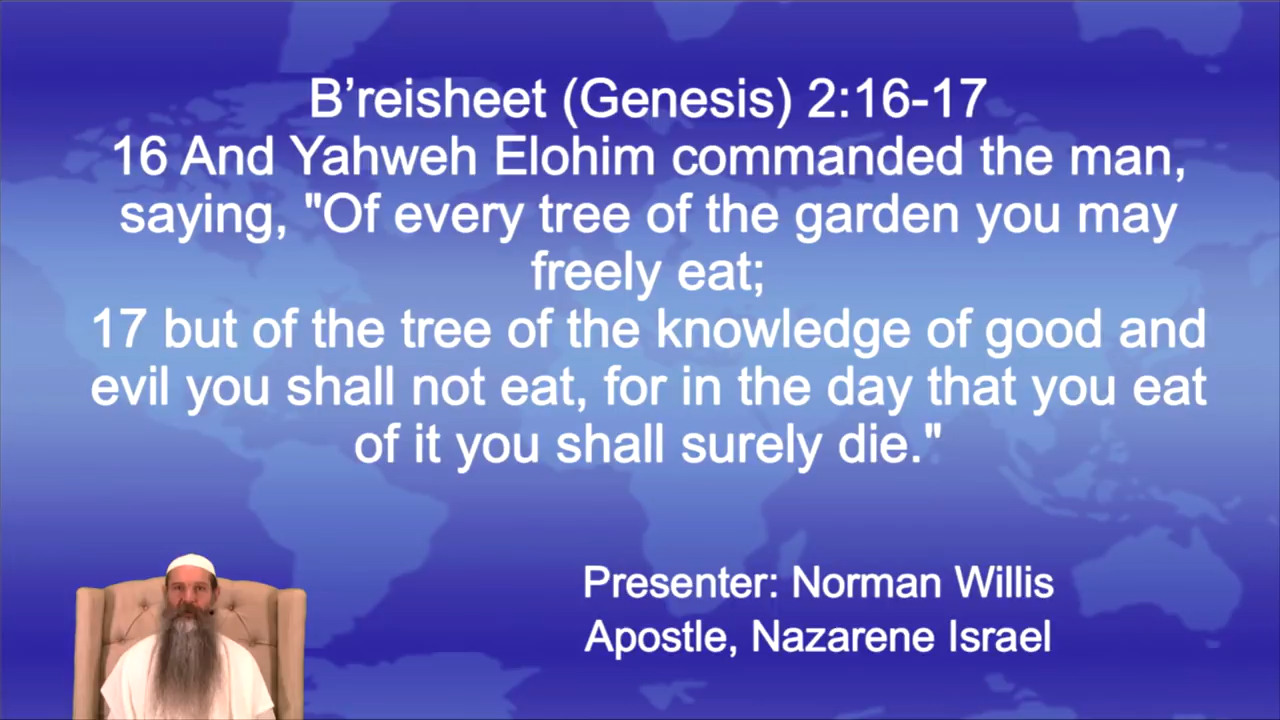 B’reisheet (Genesis) 2:16-17
16 And Yahweh Elohim commanded the man,
saying, "Of every tree of the garden you may
freely eat;
17 but of the tree of the knowledge of good and
evil you shall not eat, for in the day that you eat
of it you shall surely die."
Presenter: Norman Willis
Apostle, Nazarene Israel